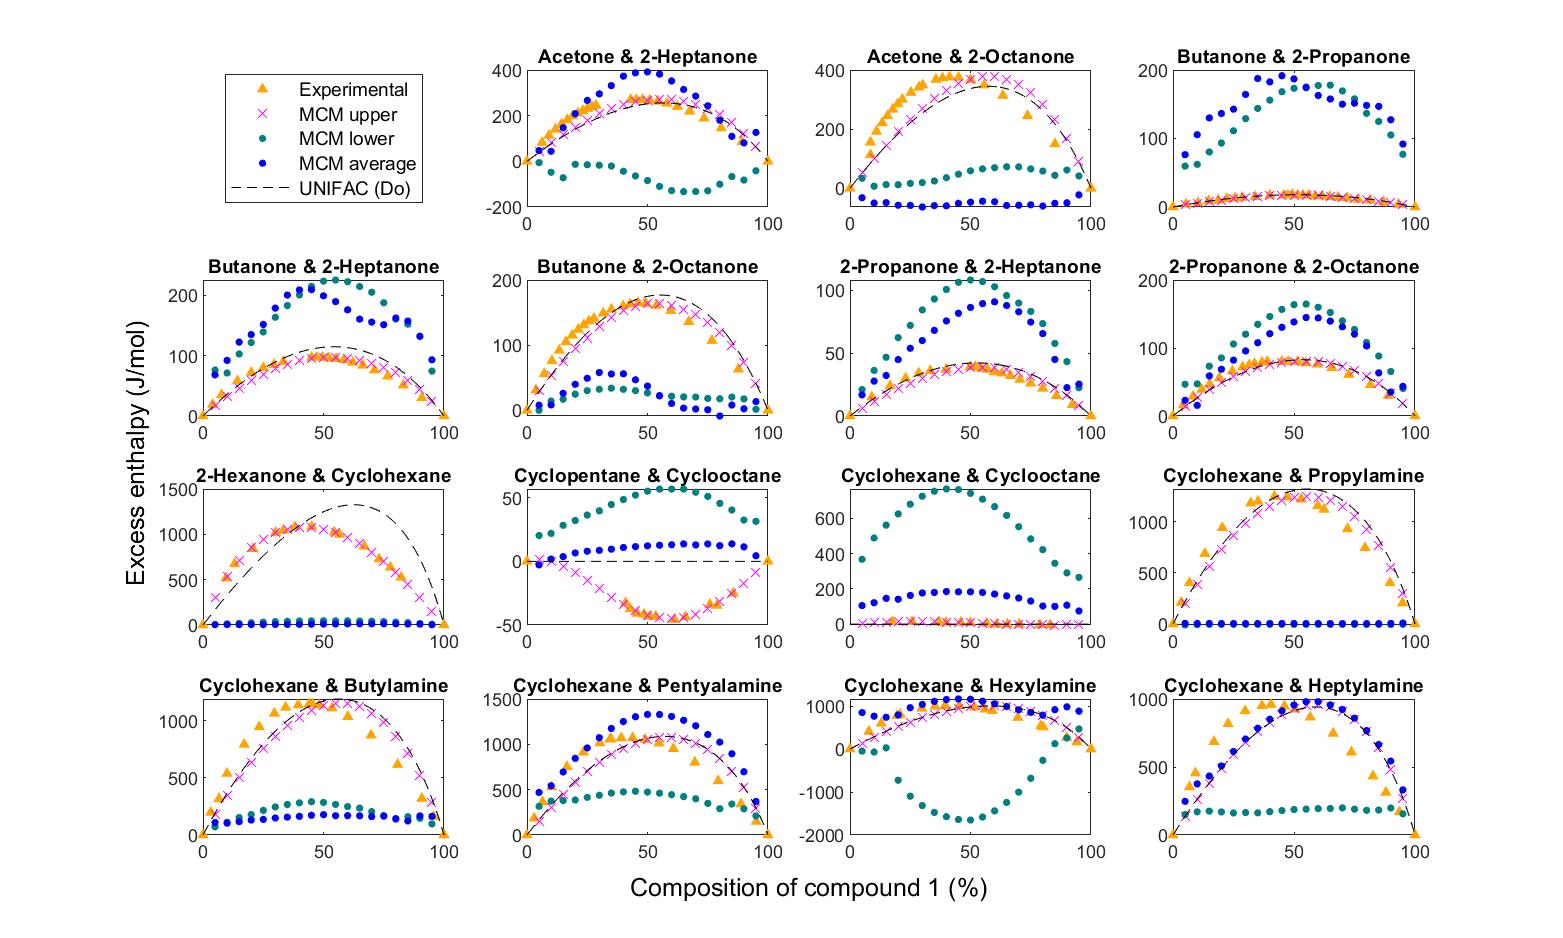 Experimental
MCM upper
MCM lower
MCM average
UNIFAC (Do)
Acetone & 2-Heptanone
400
200
0
-200
0 50 100
Acetone & 2-Octanone
400
200
0
0 50 100
Butanone & 2-Propanone
200
100
0
0 50 100
Excess enthalpy (J/mol)
Butanone & 2-Heptanone
200
100
0
0 50 100
Butanone & 2-Octanone
200
100
0
0 50 100
2-Propanone & 2-Heptanone
100
50
0
0 50 100
2-Propanone & 2-Octanone
200
100
0
0 50 100
2-Hexanone & Cyclohexane
1500
1000
500
0
0 50 100
Cyclopentane & Cyclooctane
50
0
-50
0 50 100
Cyclohexane & Cyclooctane
600
400
200
0
0 50 100
Cyclohexane & Propylamine
1000
500
0
0 50 100
Cyclohexane & Butylamine
1000
500
0
0 50 100
Cyclohexane & Pentyalamine
1500
1000
500
0
0 50 100
Cyclohexane & Hexylamine
1000
0
-1000
-2000
0 50 100
Cyclohexane & Heptylamine
1000
500
0
0 50 100
Composition of compound 1 (%)